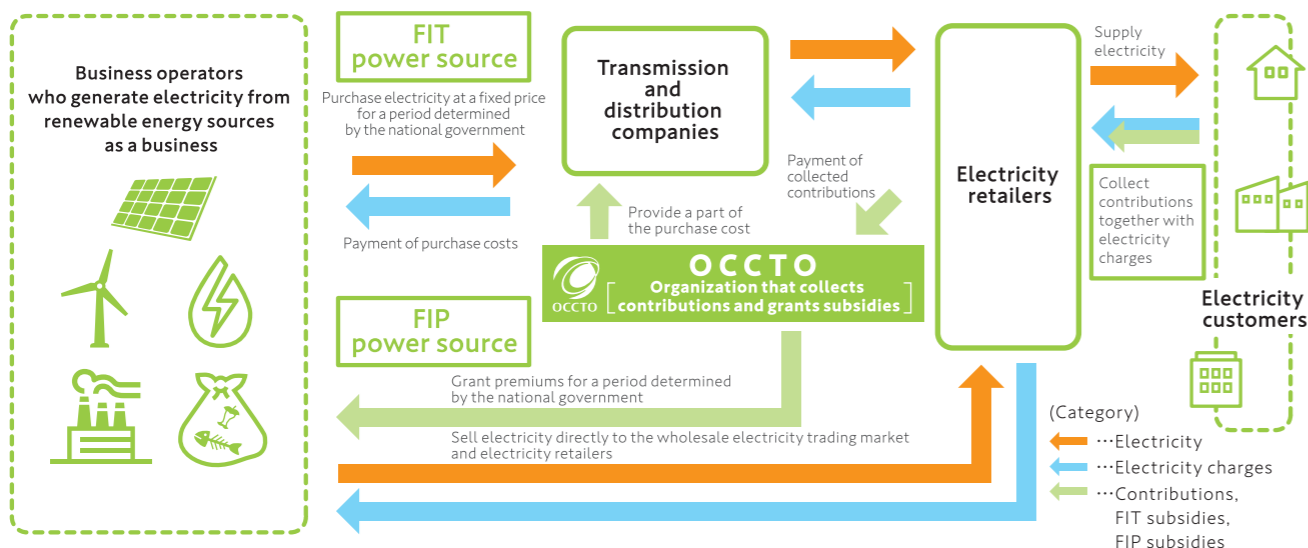 Business operators
who generate electricity from
renewable energy sources
as a business
FIT
power source
Purchase electricity at a fixed price
for a period determined
by the national government
Payment of purchase costs
Transmission
and
distribution
companies
Provide a part of
the purchase cost
Payment of
collected
contributions
OCCTO
OCCTO
Organization that collects
contributions and grants subsidies
FIP
power source
Grant premiums for a period determined
by the national government
Sell electricity directly to the wholesale electricity trading market
and electricity retailers
Electricity
retailers
Supply
electricity
Collect
contributions
together with
electricity
charges
Electricity
customers
(Category)
…Electricity
…Electricity charges
…Contributions,
FIT subsidies,
FIP subsidies